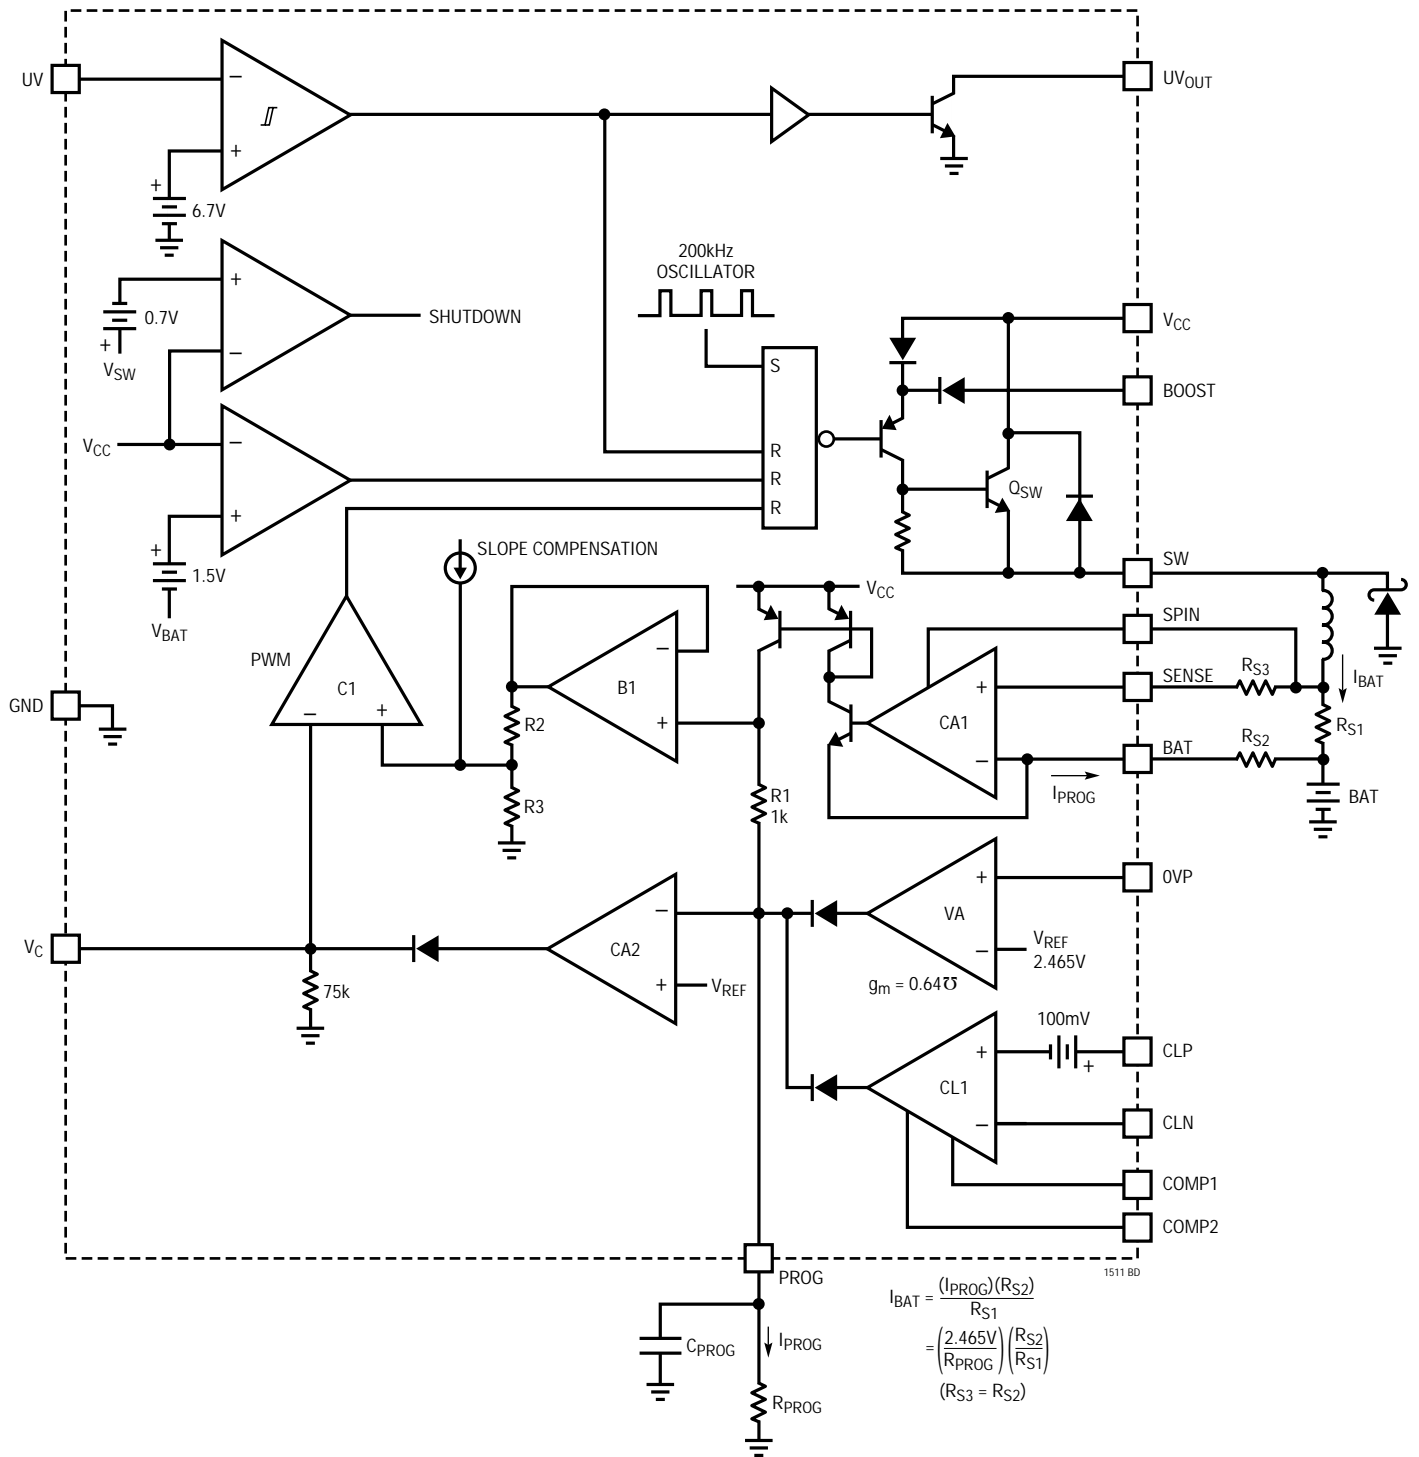 UV
−
+
+
6.7V
UVOUT
+
0.7V
+
VSW
−
SHUTDOWN
200kHz
OSCILLATOR
S
R
R
R
VCC
BOOST
QSW
VCC
−
+
+
1.5V
VBAT
SLOPE COMPENSATION
VCC
SW
SPIN
SENSE
RS3
IBAT
RS1
BAT
RS2
BAT
IPROG
PWM
C1
−
+
B1
−
+
R2
R3
R1
1k
CA1
+
−
GND
VC
75k
CA2
−
+
VREF
VA
+
−
VREF
2.465V
gm = 0.64℧
0VP
100mV
+
CLP
CL1
+
−
CLN
COMP1
COMP2
PROG
1511 BD
CPROG
IPROG
RPROG
IBAT = (IPROG)(RS2) / RS1
= (2.465V / RPROG) (RS2 / RS1)
(RS3 = RS2)